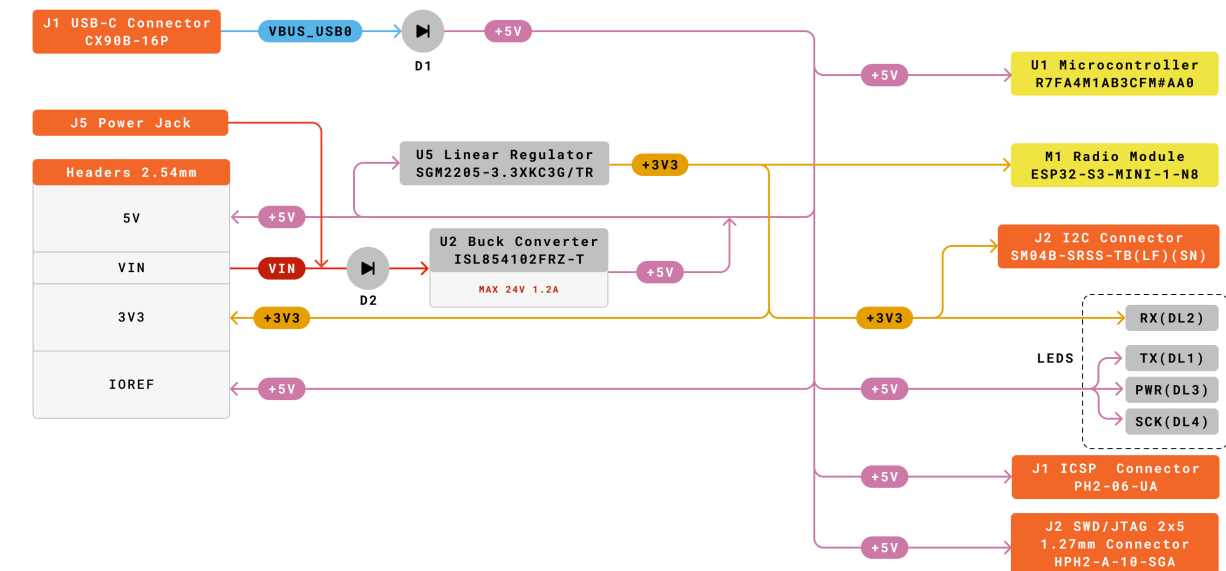 J1 USB-C Connector
CX90B-16P
VBUS_USB0
D1
+5V
U1 Microcontroller
R7FA4M1AB3CFM#AA0
+5V
J5 Power Jack
Headers 2.54mm
5V
VIN
3V3
IOREF
U5 Linear Regulator
SGM2205-3.3XKC3G/TR
+3V3
M1 Radio Module
ESP32-S3-MINI-1-N8
+5V
VIN
D2
U2 Buck Converter
ISL854102FRZ-T
MAX 24V 1.2A
+5V
J2 I2C Connector
SM04B-SRSS-TB(LF)(SN)
+3V3
+3V3
LEDS
RX(DL2)
TX(DL1)
PWR(DL3)
SCK(DL4)
+5V
+5V
+5V
J1 ICSP  Connector
PH2-06-UA
+5V
J2 SWD/JTAG 2x5
1.27mm Connector
HPH2-A-10-SGA